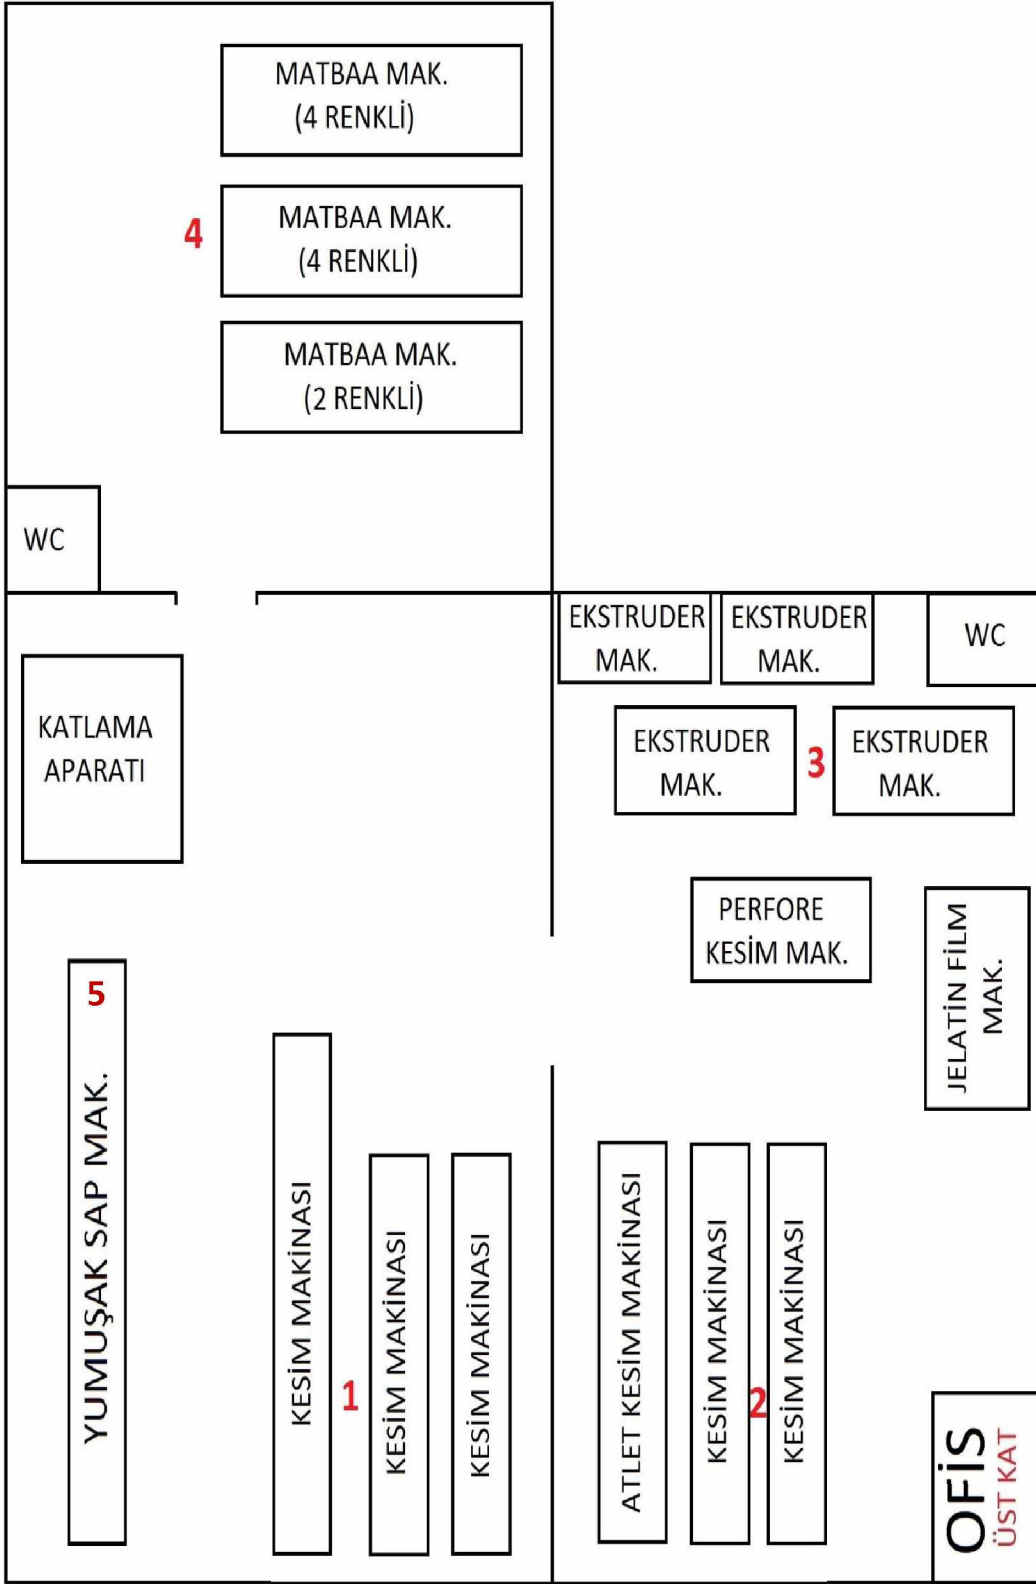 MATBAA MAK.
(4 RENKLİ)
4
MATBAA MAK.
(4 RENKLİ)
MATBAA MAK.
(2 RENKLİ)
WC
EKSTRUDER
MAK.
EKSTRUDER
MAK.
WC
KATLAMA
APARATI
EKSTRUDER
MAK.
3
EKSTRUDER
MAK.
PERFORE
KESİM MAK.
JELATİN FİLM
MAK.
5
YUMUŞAK SAP MAK.
KESİM MAKİNASI
1
KESİM MAKİNASI
KESİM MAKİNASI
ATLET KESİM MAKİNASI
KESİM MAKİNASI
2
KESİM MAKİNASI
OFİS
ÜST KAT